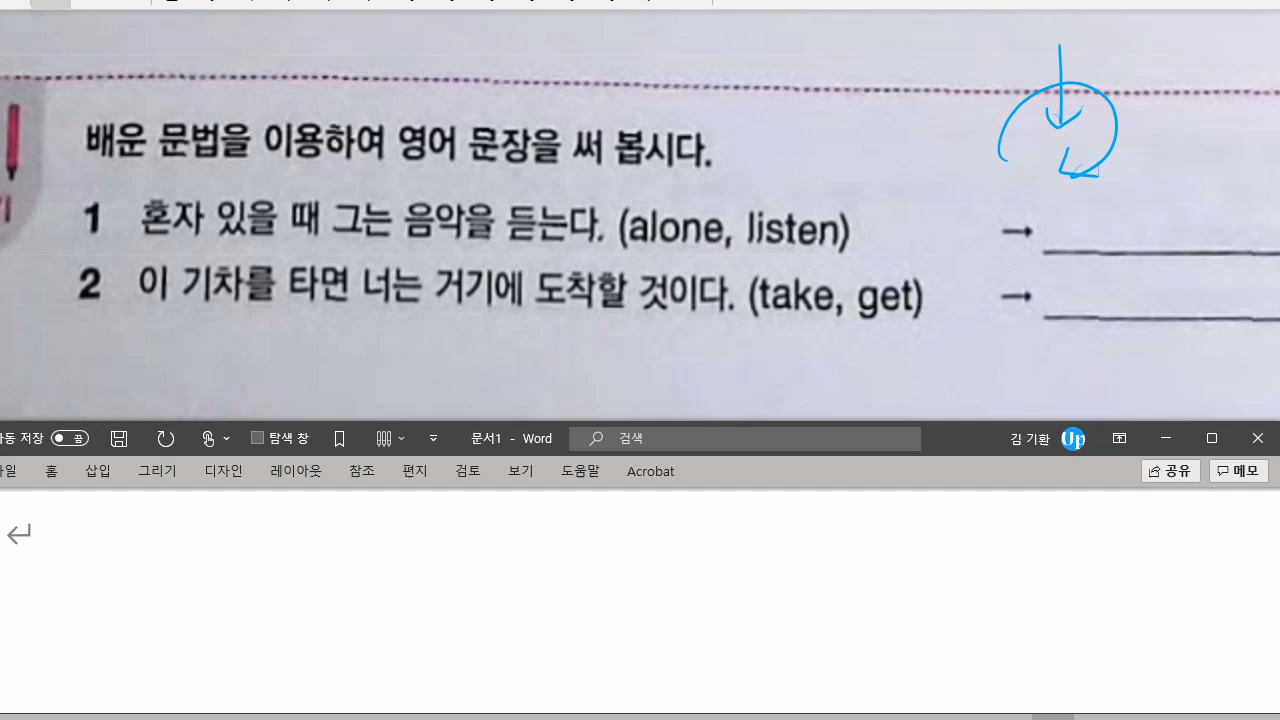 배운 문법을 이용하여 영어 문장을 써 봅시다.
1 혼자 있을 때 그는 음악을 듣는다. (alone, listen) →
2 이 기차를 타면 너는 거기에 도착할 것이다. (take, get) →
자동 저장 끔 탐색 창 문서1 - Word 검색 김 기환 Up
파일 홈 삽입 그리기 디자인 레이아웃 참조 편지 검토 보기 도움말 Acrobat 공유 메모